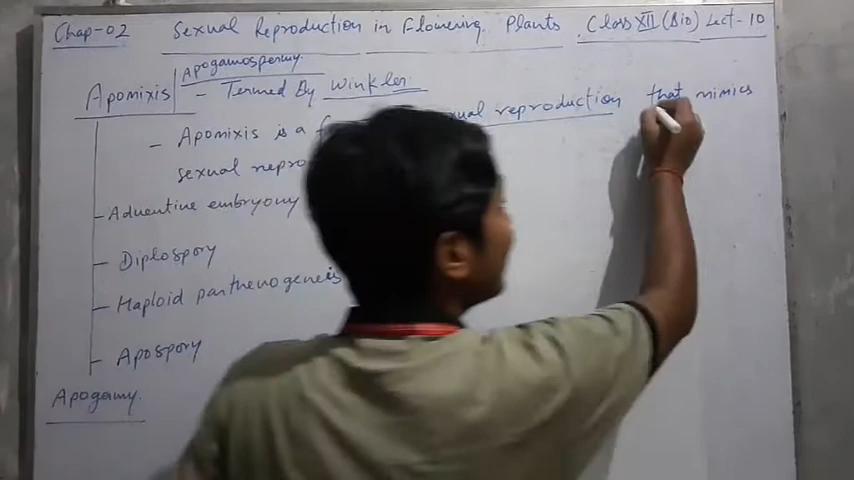 Chap-02 Sexual Reproduction in Flowering Plants Class XII (Bio) Lect-10
Apogamospermy.
Apomixis - Termed By Winkler
- Apomixis is a sexual reproduction that mimics
sexual repro
- Adventive embryony
- Diplospory
- Haploid parthenogenesis
- Apospory
Apogamy.